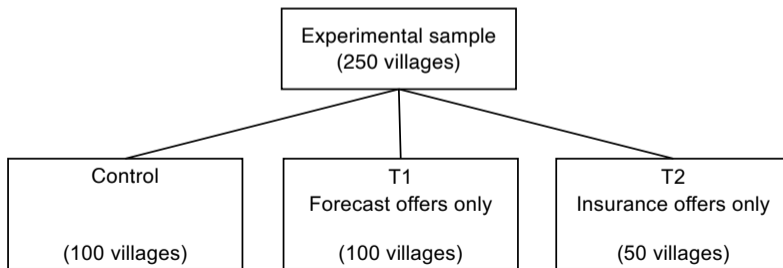 Experimental sample
(250 villages)
Control
(100 villages)
T1
Forecast offers only
(100 villages)
T2
Insurance offers only
(50 villages)